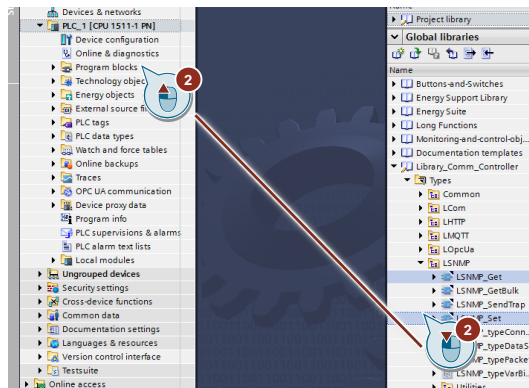 Devices & networks
PLC_1 [CPU 1511-1 PN]
Device configuration
Online & diagnostics
Program blocks
Technology objec
Energy objects
External source fi
PLC tags
PLC data types
Watch and force tables
Online backups
Traces
OPC UA communication
Device proxy data
Program info
PLC supervisions & alarms
PLC alarm text lists
Local modules
Ungrouped devices
Security settings
Cross-device functions
Common data
Documentation settings
Languages & resources
Version control interface
Testsuite
Online access
2
Name
Project library
Global libraries
Name
Buttons-and-Switches
Energy Support Library
Energy Suite
Long Functions
Monitoring-and-control-obj...
Documentation templates
Library_Comm_Controller
Types
Common
LCom
LHTTP
LMQTT
LOpcUa
LSNMP
LSNMP_Get
LSNMP_GetBulk
LSNMP_SendTrap
_Set
_typeConn..
_typeDataS
_typePacke
LSNMP_typeVarBi..
Utilities
2